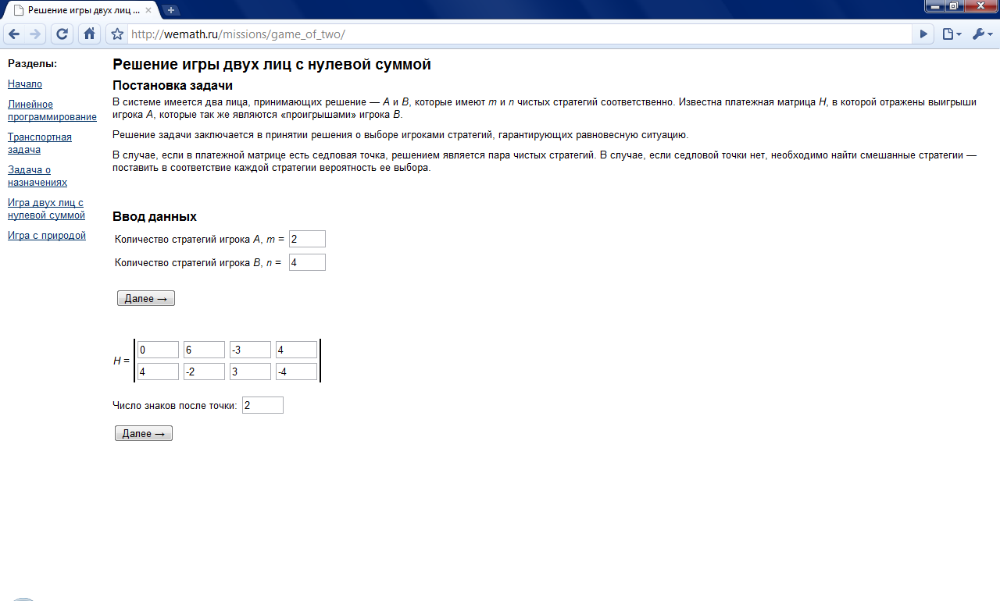 Решение игры двух лиц ...
http://wemath.ru/missions/game_of_two/
Разделы:
Начало
Линейное
программирование
Транспортная
задача
Задача о
назначениях
Игра двух лиц с
нулевой суммой
Игра с природой
Решение игры двух лиц с нулевой суммой
Постановка задачи
В системе имеется два лица, принимающих решение — A и B, которые имеют m и n чистых стратегий соответственно. Известна платежная матрица H, в которой отражены выигрыши
игрока A, которые так же являются «проигрышами» игрока B.
Решение задачи заключается в принятии решения о выборе игроками стратегий, гарантирующих равновесную ситуацию.
В случае, если в платежной матрице есть седловая точка, решением является пара чистых стратегий. В случае, если седловой точки нет, необходимо найти смешанные стратегии —
поставить в соответствие каждой стратегии вероятность ее выбора.
Ввод данных
Количество стратегий игрока A, m = 2
Количество стратегий игрока B, n = 4
Далее →
H =
0 6 -3 4
4 -2 3 -4
Число знаков после точки: 2
Далее →